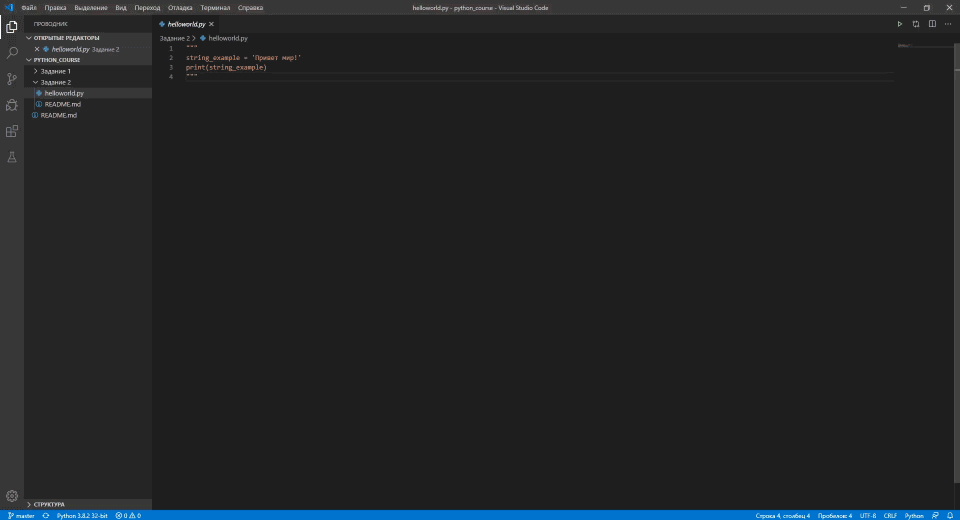 Файл Правка Выделение Вид Переход Отладка Терминал Справка
helloworld.py - python_course - Visual Studio Code
ПРОВОДНИК
ОТКРЫТЫЕ РЕДАКТОРЫ
helloworld.py Задание 2
PYTHON_COURSE
Задание 1
Задание 2
helloworld.py
README.md
README.md
СТРУКТУРА
helloworld.py
Задание 2 > helloworld.py
1 """
2 string_example = 'Привет мир!'
3 print(string_example)
4 """
master Python 3.8.2 32-bit 0 0
Строка 4, столбец 4 Пробелов: 4 UTF-8 CRLF Python